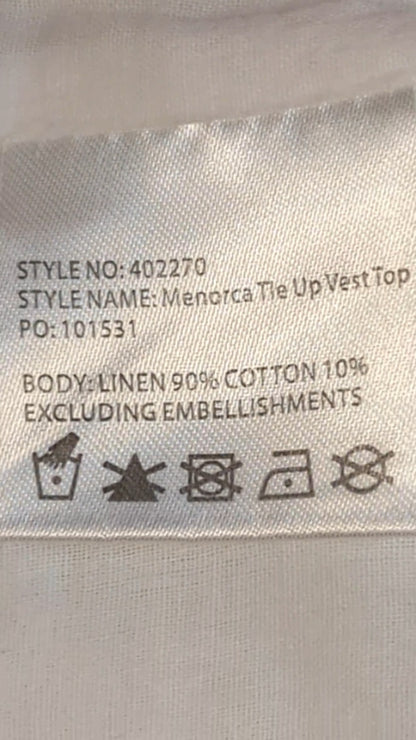 STYLE NO: 402270
STYLE NAME: Menorca Tie Up Vest Top
PO: 101531
BODY: LINEN 90% COTTON 10%
EXCLUDING EMBELLISHMENTS